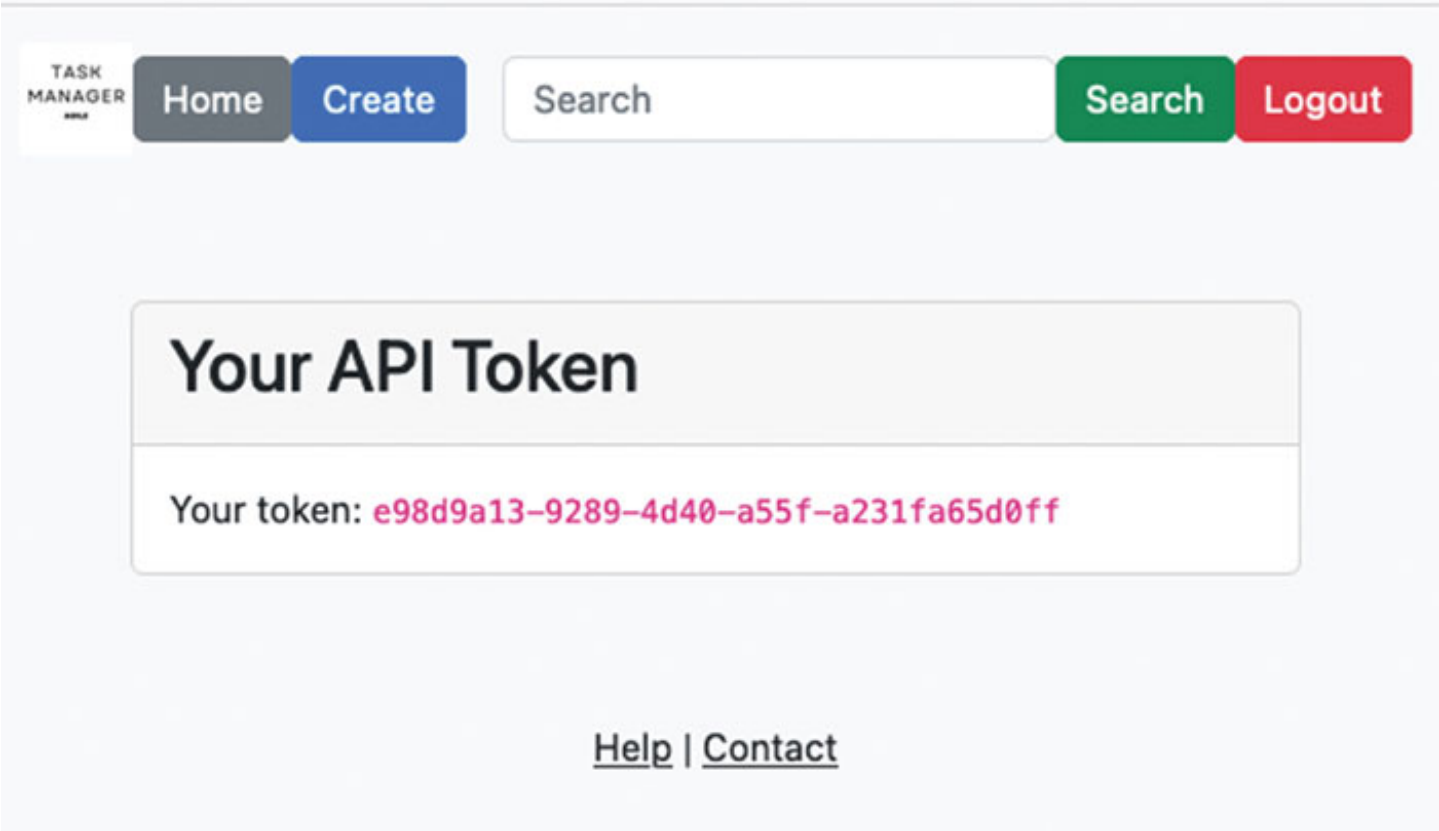 TASK
MANAGER
Home Create Search Search Logout
Your API Token
Your token: e98d9a13-9289-4d40-a55f-a231fa65d0ff
Help | Contact